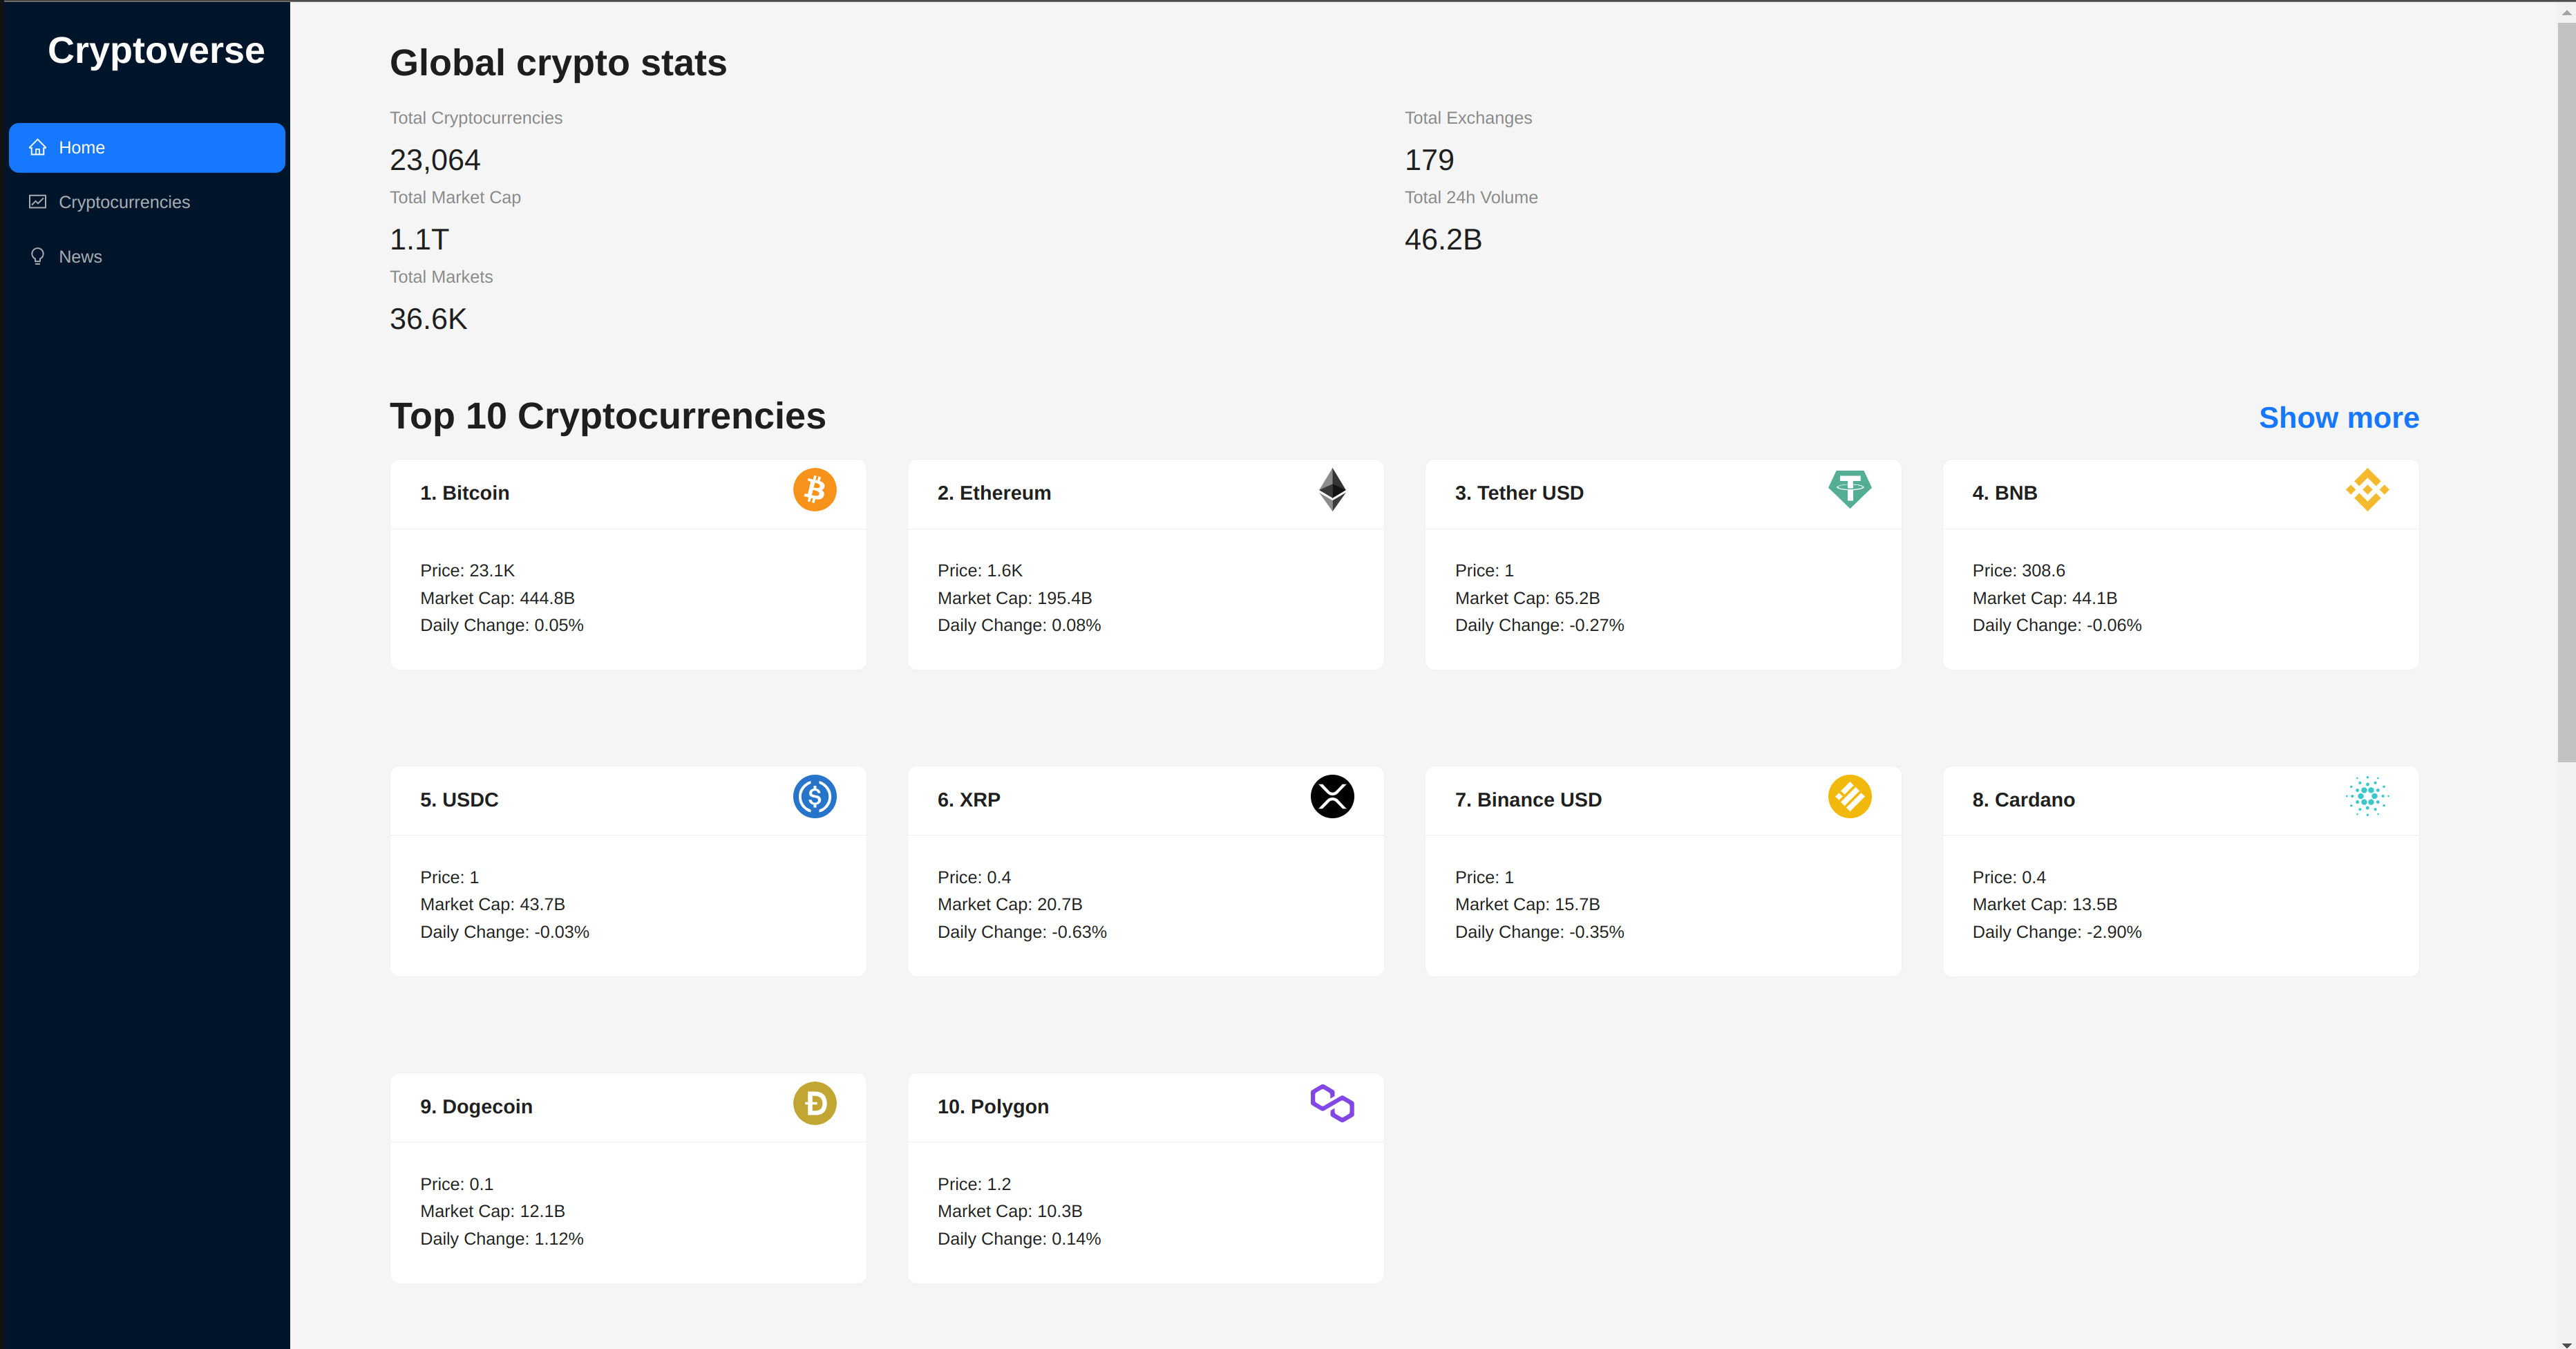 Cryptoverse
Home
Cryptocurrencies
News
Global crypto stats
Total Cryptocurrencies
23,064
Total Exchanges
179
Total Market Cap
1.1T
Total 24h Volume
46.2B
Total Markets
36.6K
Top 10 Cryptocurrencies
Show more
1. Bitcoin
Price: 23.1K
Market Cap: 444.8B
Daily Change: 0.05%
2. Ethereum
Price: 1.6K
Market Cap: 195.4B
Daily Change: 0.08%
3. Tether USD
Price: 1
Market Cap: 65.2B
Daily Change: -0.27%
4. BNB
Price: 308.6
Market Cap: 44.1B
Daily Change: -0.06%
5. USDC
Price: 1
Market Cap: 43.7B
Daily Change: -0.03%
6. XRP
Price: 0.4
Market Cap: 20.7B
Daily Change: -0.63%
7. Binance USD
Price: 1
Market Cap: 15.7B
Daily Change: -0.35%
8. Cardano
Price: 0.4
Market Cap: 13.5B
Daily Change: -2.90%
9. Dogecoin
Price: 0.1
Market Cap: 12.1B
Daily Change: 1.12%
10. Polygon
Price: 1.2
Market Cap: 10.3B
Daily Change: 0.14%